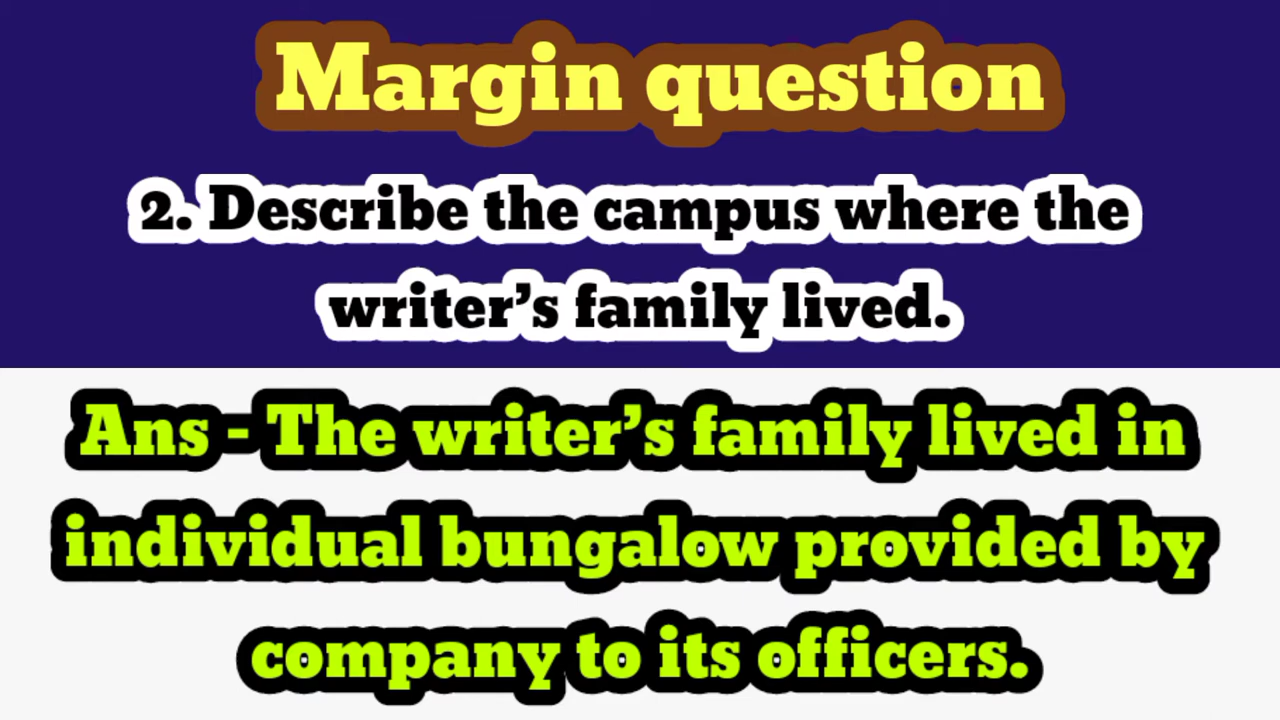 Margin question
2. Describe the campus where the
writer’s family lived.
Ans - The writer’s family lived in
individual bungalow provided by
company to its officers.